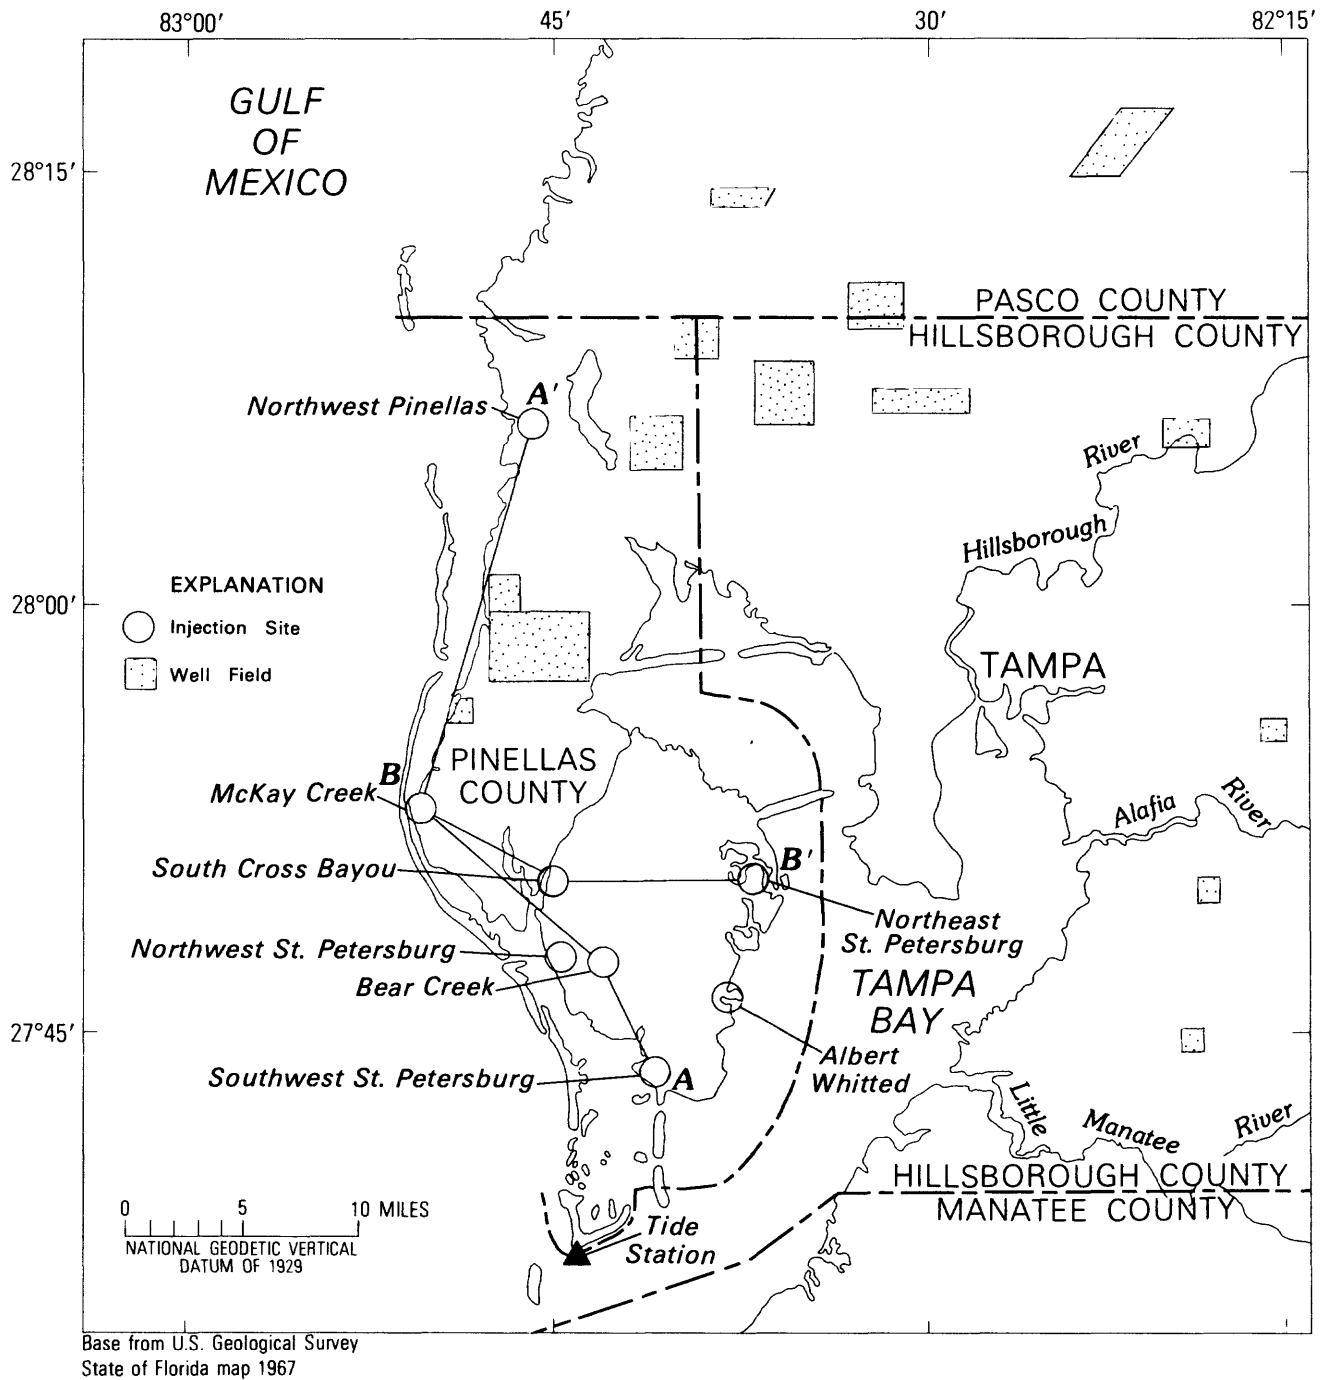 83°00′ 45′ 30′ 82°15′
GULF
OF
MEXICO
28°15′
PASCO COUNTY
HILLSBOROUGH COUNTY
A′
Northwest Pinellas
River
Hillsborough
EXPLANATION
28°00′
Injection Site
Well Field
TAMPA
PINELLAS
COUNTY
B
McKay Creek
Alafia River
South Cross Bayou
B′
Northeast
St. Petersburg
Northwest St. Petersburg
Bear Creek
TAMPA
BAY
27°45′
Albert
Whitted
Southwest St. Petersburg
A
Little Manatee River
HILLSBOROUGH COUNTY
MANATEE COUNTY
0 5 10 MILES
NATIONAL GEODETIC VERTICAL
DATUM OF 1929
Tide
Station
Base from U.S. Geological Survey
State of Florida map 1967